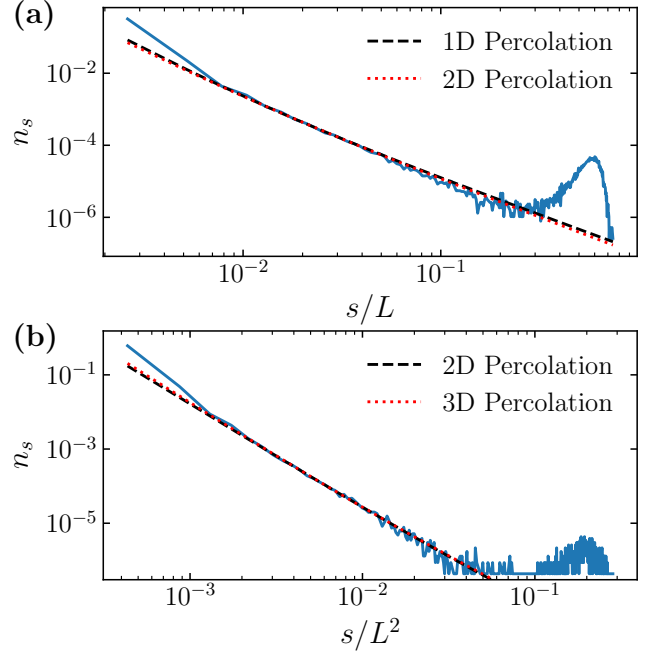 (a)
1D Percolation
2D Percolation
10⁻²
10⁻⁴
10⁻⁶
n_s
10⁻² 10⁻¹
s/L
(b)
2D Percolation
3D Percolation
10⁻¹
10⁻³
10⁻⁵
n_s
10⁻³ 10⁻² 10⁻¹
s/L²